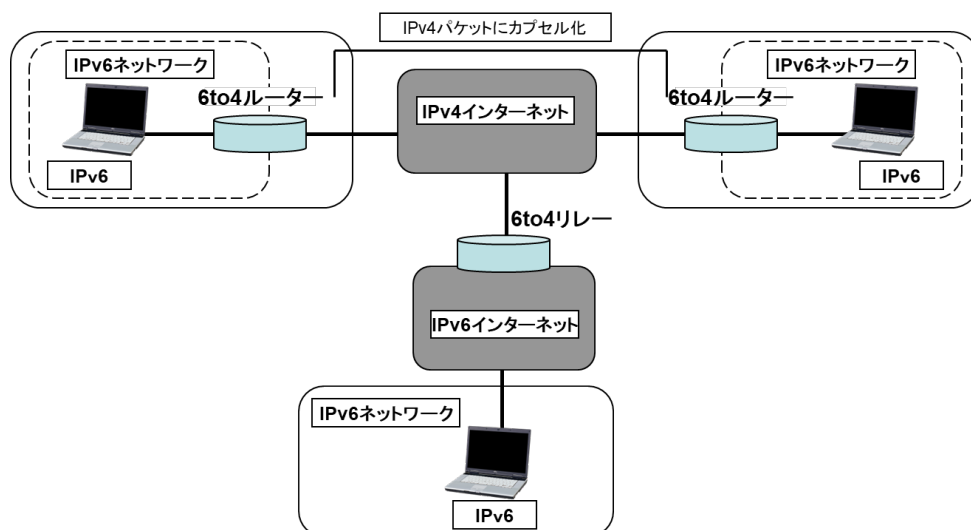 IPv4パケットにカプセル化
IPv6ネットワーク
6to4ルーター
IPv6
IPv4インターネット
IPv6ネットワーク
6to4ルーター
IPv6
6to4リレー
IPv6インターネット
IPv6ネットワーク
IPv6